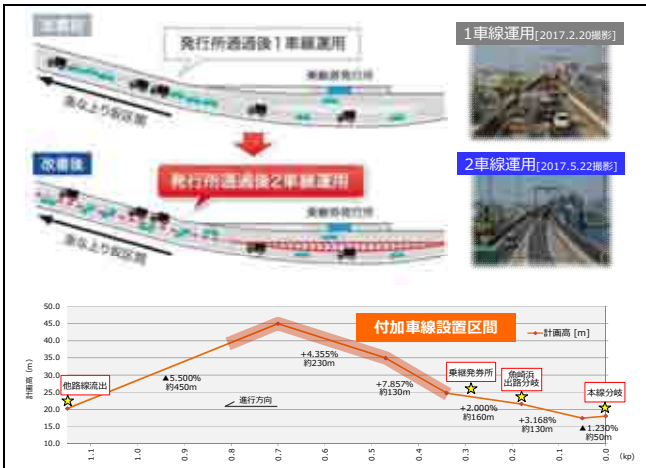 改善前
発行所通過後1車線運用
乗継券発行所
急な上り坂区間
1車線運用[2017.2.20撮影]
改善後
発行所通過後2車線運用
乗継券発行所
急な上り坂区間
2車線運用[2017.5.22撮影]
付加車線設置区間
計画高 [m]
計画高 (m)
50.0
45.0
40.0
35.0
30.0
25.0
20.0
15.0
10.0
他路線流出
▲5.500%
約450m
進行方向
+4.355%
約230m
+7.857%
約130m
乗継発券所
+2.000%
約160m
魚崎浜
出路分岐
+3.168%
約130m
本線分岐
▲1.230%
約50m
1.1 1.0 0.9 0.8 0.7 0.6 0.5 0.4 0.3 0.2 0.1 0.0 (kp)